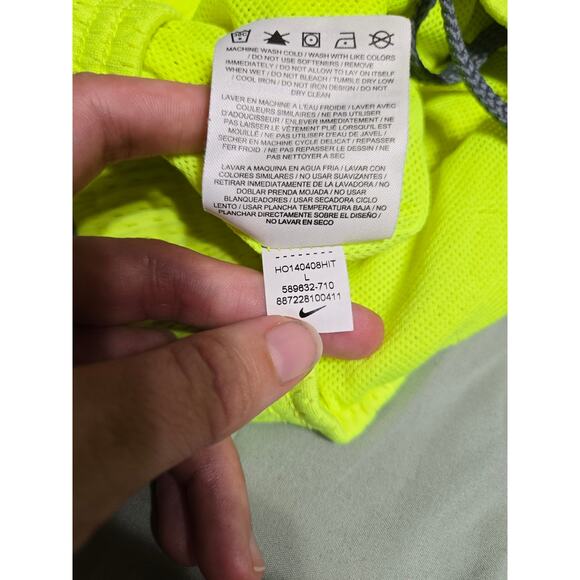 30C
MACHINE WASH COLD / WASH WITH LIKE COLORS
/ DO NOT USE SOFTENERS / REMOVE
IMMEDIATELY / DO NOT ALLOW TO LAY ON ITSELF
WHEN WET / DO NOT BLEACH / TUMBLE DRY LOW
/ COOL IRON / DO NOT IRON DESIGN / DO NOT
DRY CLEAN
LAVER EN MACHINE A L'EAU FROIDE / LAVER AVEC
COULEURS SIMILAIRES / NE PAS UTILISER
D'ADOUCISSEUR / ENLEVER IMMÉDIATEMENT / NE
PAS LAISSER LE VÊTEMENT PLIÉ LORSQU'IL EST
MOUILLÉ / NE PAS UTILISER D'EAU DE JAVEL /
SECHER EN MACHINE CYCLE DELICAT / REPASSER
FER FROID / NE PAS REPASSER LE DESSIN / NE
PAS NETTOYER A SEC
LAVAR A MAQUINA EN AGUA FRIA / LAVAR CON
COLORES SIMILARES / NO USAR SUAVIZANTES /
RETIRAR INMEDIATAMENTE DE LA LAVADORA / NO
DOBLAR PRENDA MOJADA / NO USAR
BLANQUEADORES / USAR SECADORA CICLO
LENTO / USAR PLANCHA TEMPERATURA BAJA / NO
PLANCHAR DIRECTAMENTE SOBRE EL DISEÑO /
NO LAVAR EN SECO
HO140408HIT
L
589632-710
887228100411